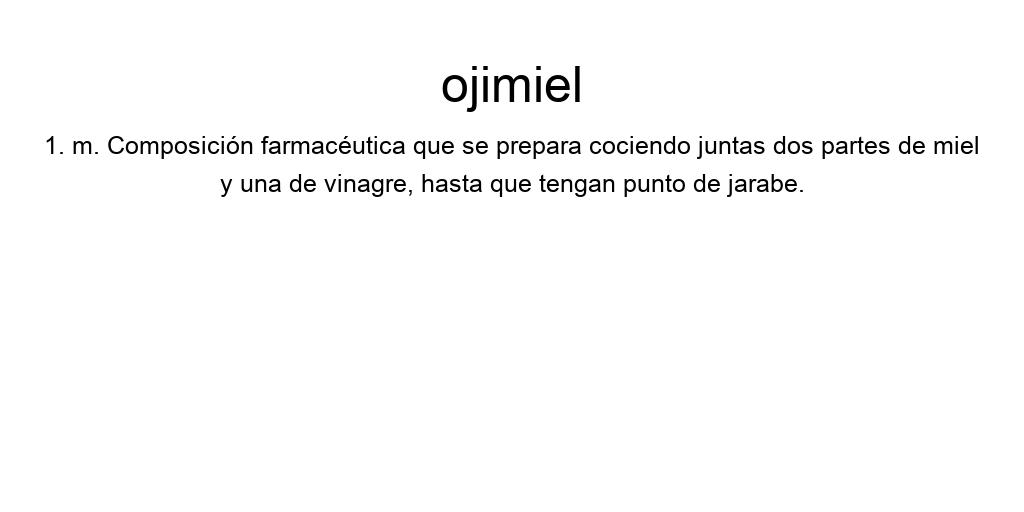 ojimiel
1. m. Composición farmacéutica que se prepara cociendo juntas dos partes de miel
y una de vinagre, hasta que tengan punto de jarabe.